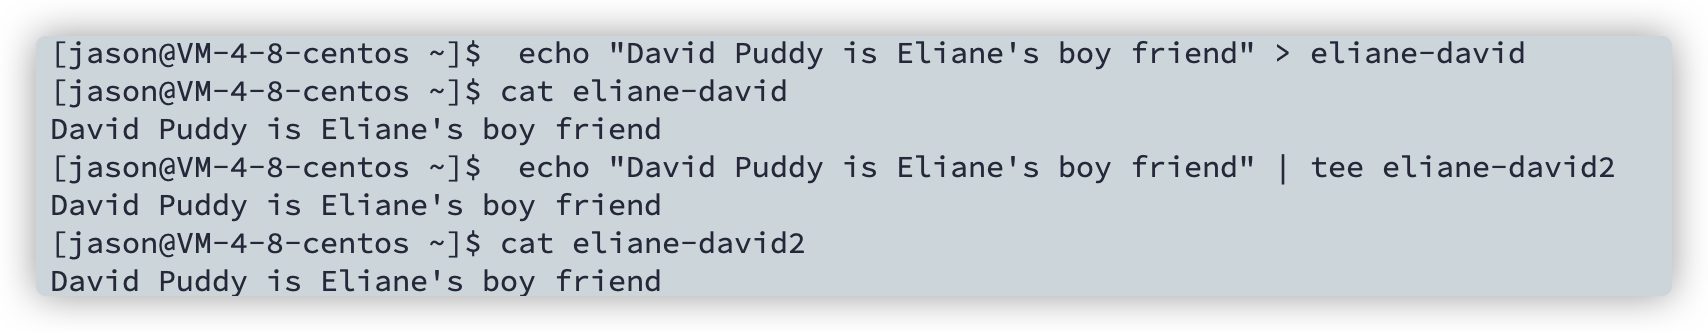 [jason@VM-4-8-centos ~]$  echo "David Puddy is Eliane's boy friend" > eliane-david
[jason@VM-4-8-centos ~]$ cat eliane-david
David Puddy is Eliane's boy friend
[jason@VM-4-8-centos ~]$  echo "David Puddy is Eliane's boy friend" | tee eliane-david2
David Puddy is Eliane's boy friend
[jason@VM-4-8-centos ~]$ cat eliane-david2
David Puddy is Eliane's boy friend